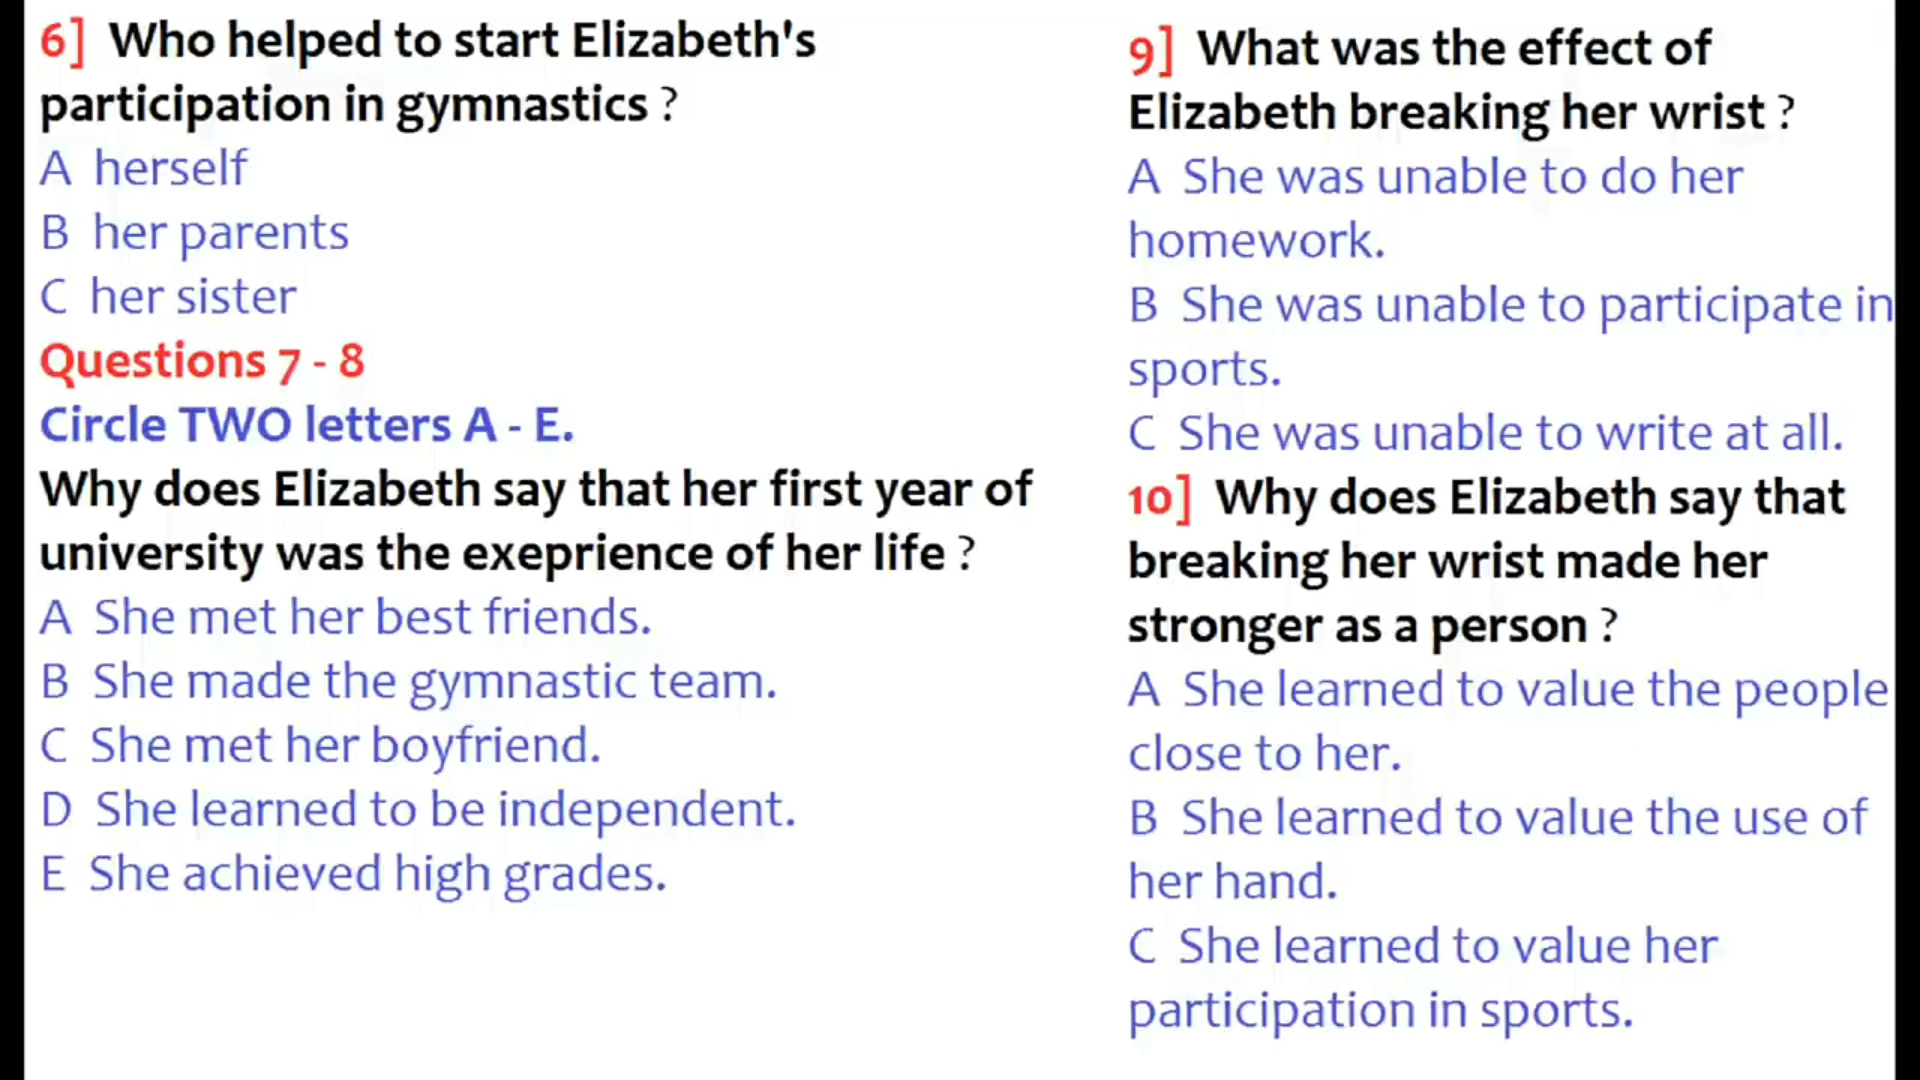 6] Who helped to start Elizabeth's
participation in gymnastics ?
A herself
B her parents
C her sister
Questions 7 - 8
Circle TWO letters A - E.
Why does Elizabeth say that her first year of
university was the exeprience of her life ?
A She met her best friends.
B She made the gymnastic team.
C She met her boyfriend.
D She learned to be independent.
E She achieved high grades.
9] What was the effect of
Elizabeth breaking her wrist ?
A She was unable to do her
homework.
B She was unable to participate in
sports.
C She was unable to write at all.
10] Why does Elizabeth say that
breaking her wrist made her
stronger as a person ?
A She learned to value the people
close to her.
B She learned to value the use of
her hand.
C She learned to value her
participation in sports.